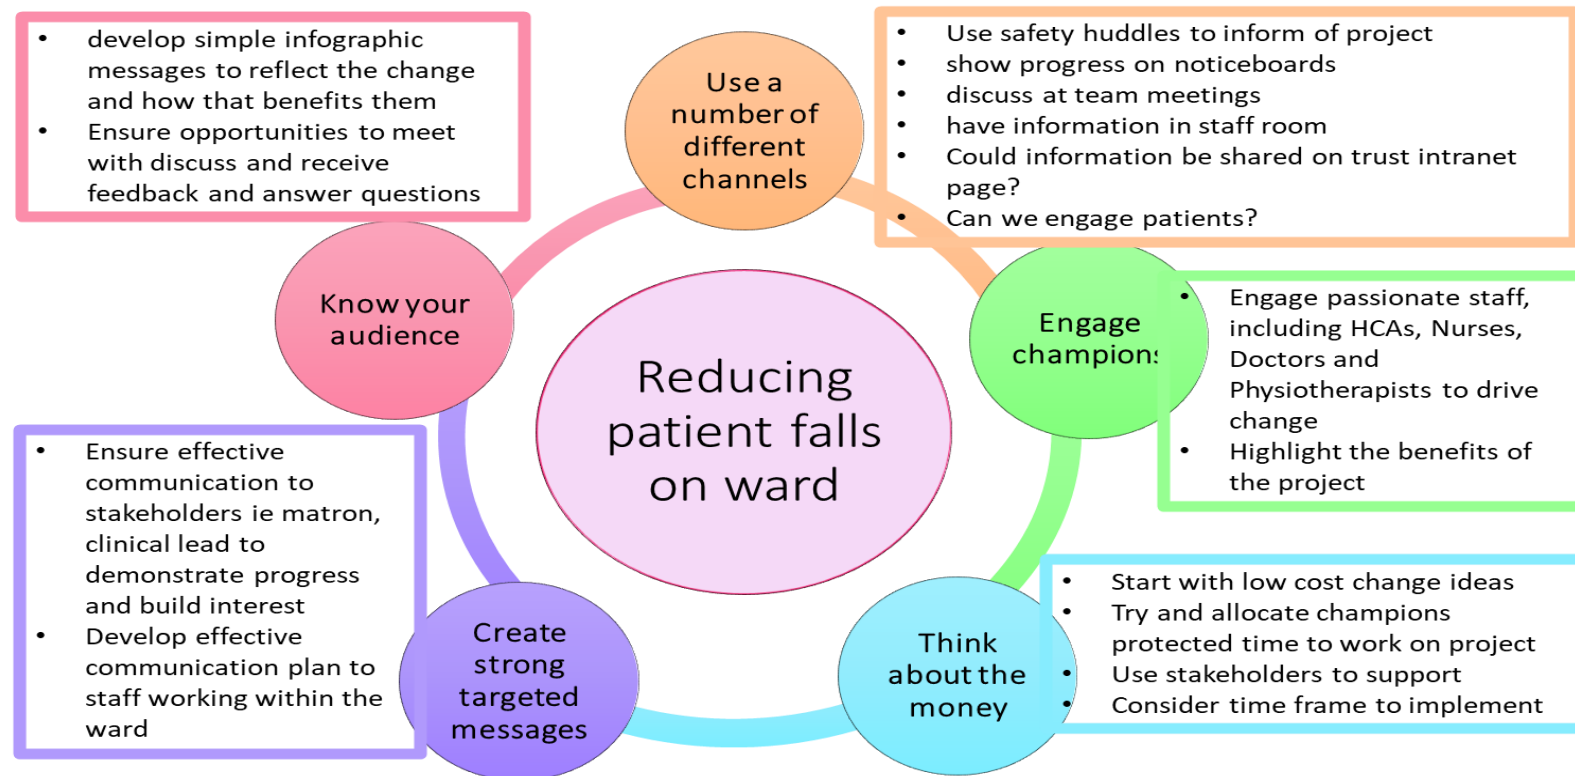 • develop simple infographic
messages to reflect the change
and how that benefits them
• Ensure opportunities to meet
with discuss and receive
feedback and answer questions
Use a
number of
different
channels
• Use safety huddles to inform of project
• show progress on noticeboards
• discuss at team meetings
• have information in staff room
• Could information be shared on trust intranet
page?
• Can we engage patients?
Know your
audience
Reducing
patient falls
on ward
Engage
champions
• Engage passionate staff,
including HCAs, Nurses,
Doctors and
Physiotherapists to drive
change
• Highlight the benefits of
the project
• Ensure effective
communication to
stakeholders ie matron,
clinical lead to
demonstrate progress
and build interest
• Develop effective
communication plan to
staff working within the
ward
Create
strong
targeted
messages
Think
about the
money
• Start with low cost change ideas
• Try and allocate champions
protected time to work on project
• Use stakeholders to support
• Consider time frame to implement